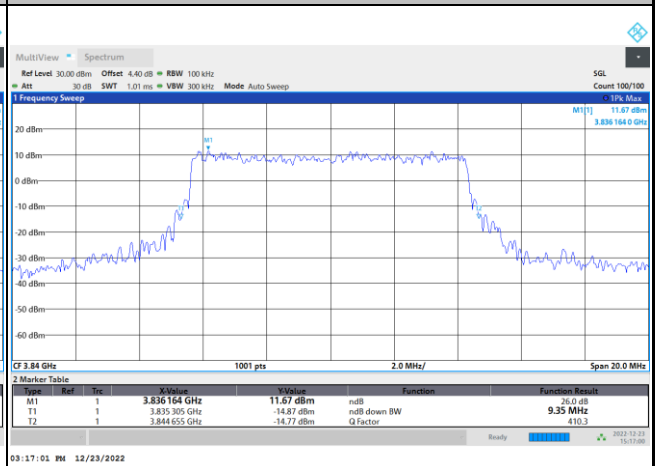 MultiView Spectrum
Ref Level 30.00 dBm Offset 4.40 dB RBW 100 kHz SGL
Att 30 dB SWT 1.01 ms VBW 300 kHz Mode Auto Sweep Count 100/100
1 Frequency Sweep 1Pk Max
M1[1] 11.67 dBm
3.836 164 0 GHz
20 dBm
M1
10 dBm
0 dBm
-10 dBm
-20 dBm
-30 dBm
-40 dBm
-50 dBm
-60 dBm
CF 3.84 GHz 1001 pts 2.0 MHz/ Span 20.0 MHz
2 Marker Table
Type Ref Trc X-Value Y-Value Function Function Result
M1 1 3.836 164 GHz 11.67 dBm ndB 26.0 dB
T1 1 3.835 305 GHz -14.87 dBm ndB down BW 9.35 MHz
T2 1 3.844 655 GHz -14.77 dBm Q Factor 410.3
Ready 2022-12-23
15:17:00
03:17:01 PM 12/23/2022